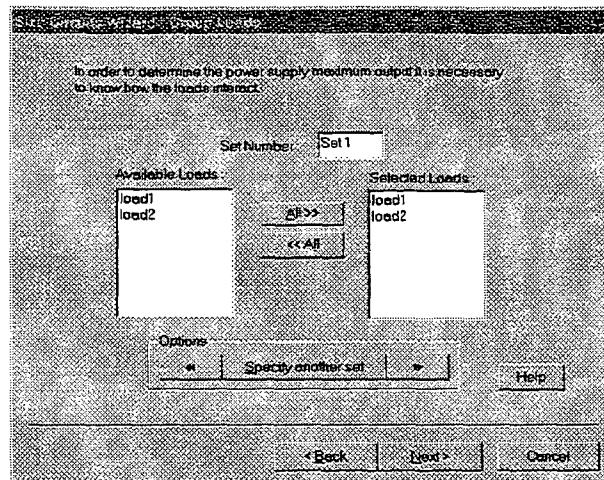 In order to determine the power supply maximum output it is necessary
to know how the loads interact.
Set Number: Set 1
Available Loads:
Selected Loads:
load1
load2
All >>
<< All
load1
load2
Options
Specify another set
Help
< Back
Next >
Cancel